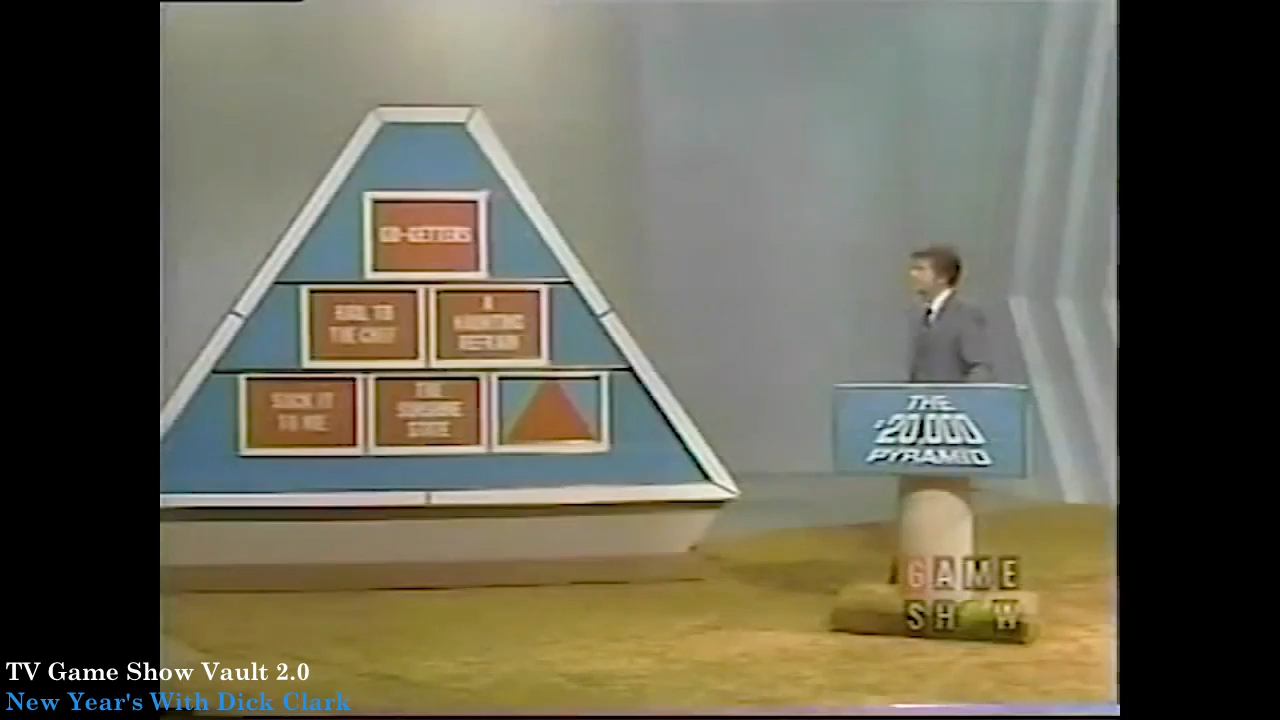 GO-GETTERS
HAIL TO
THE CHIEF
A
HAUNTING
REFRAIN
SOCK IT
TO ME
THE
SUNSHINE
STATE
THE
$20,000
PYRAMID
GAME
SHOW
TV Game Show Vault 2.0
New Year's With Dick Clark